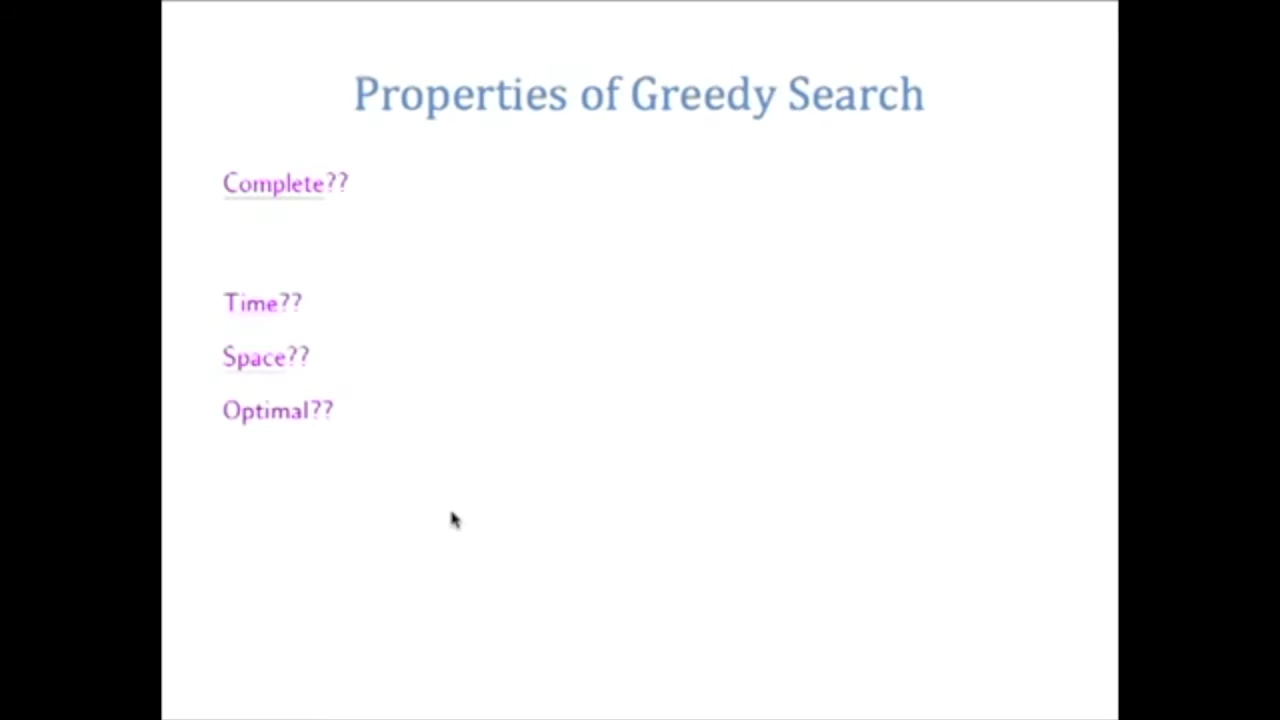 Properties of Greedy Search
Complete??
Time??
Space??
Optimal??